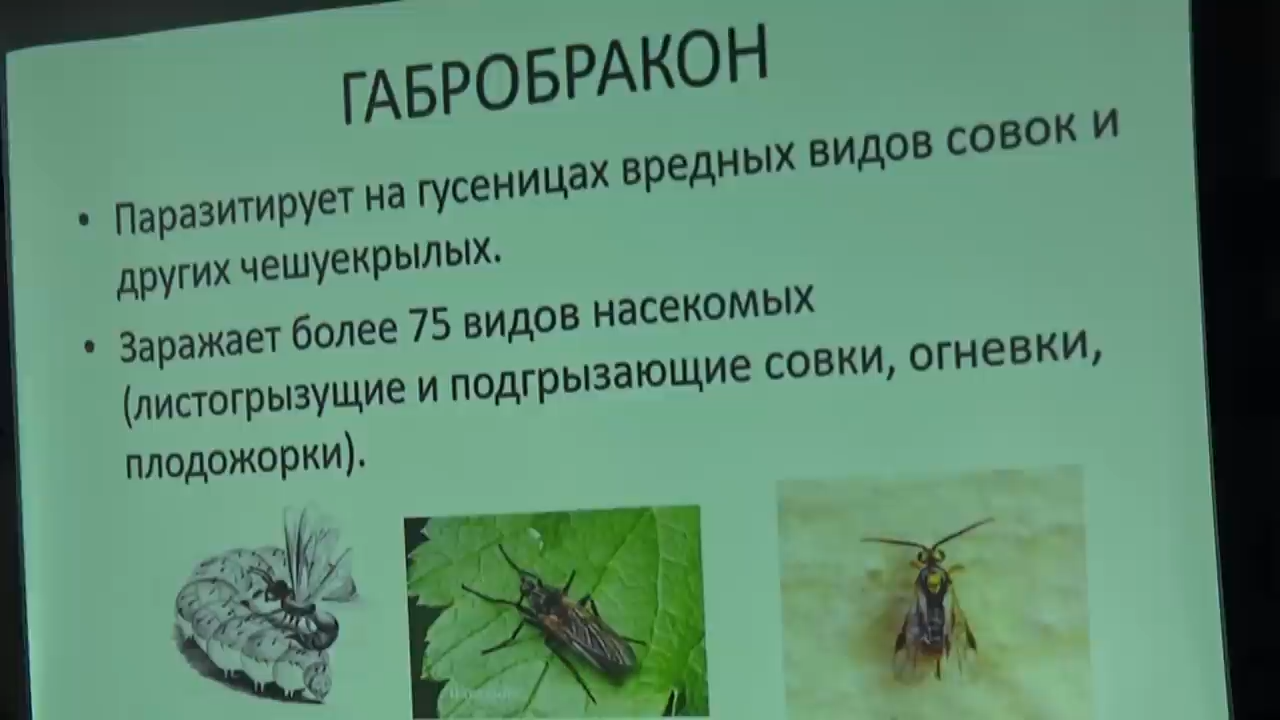 ГАБРОБРАКОН
• Паразитирует на гусеницах вредных видов совок и
других чешуекрылых.
• Заражает более 75 видов насекомых
(листогрызущие и подгрызающие совки, огневки,
плодожорки).